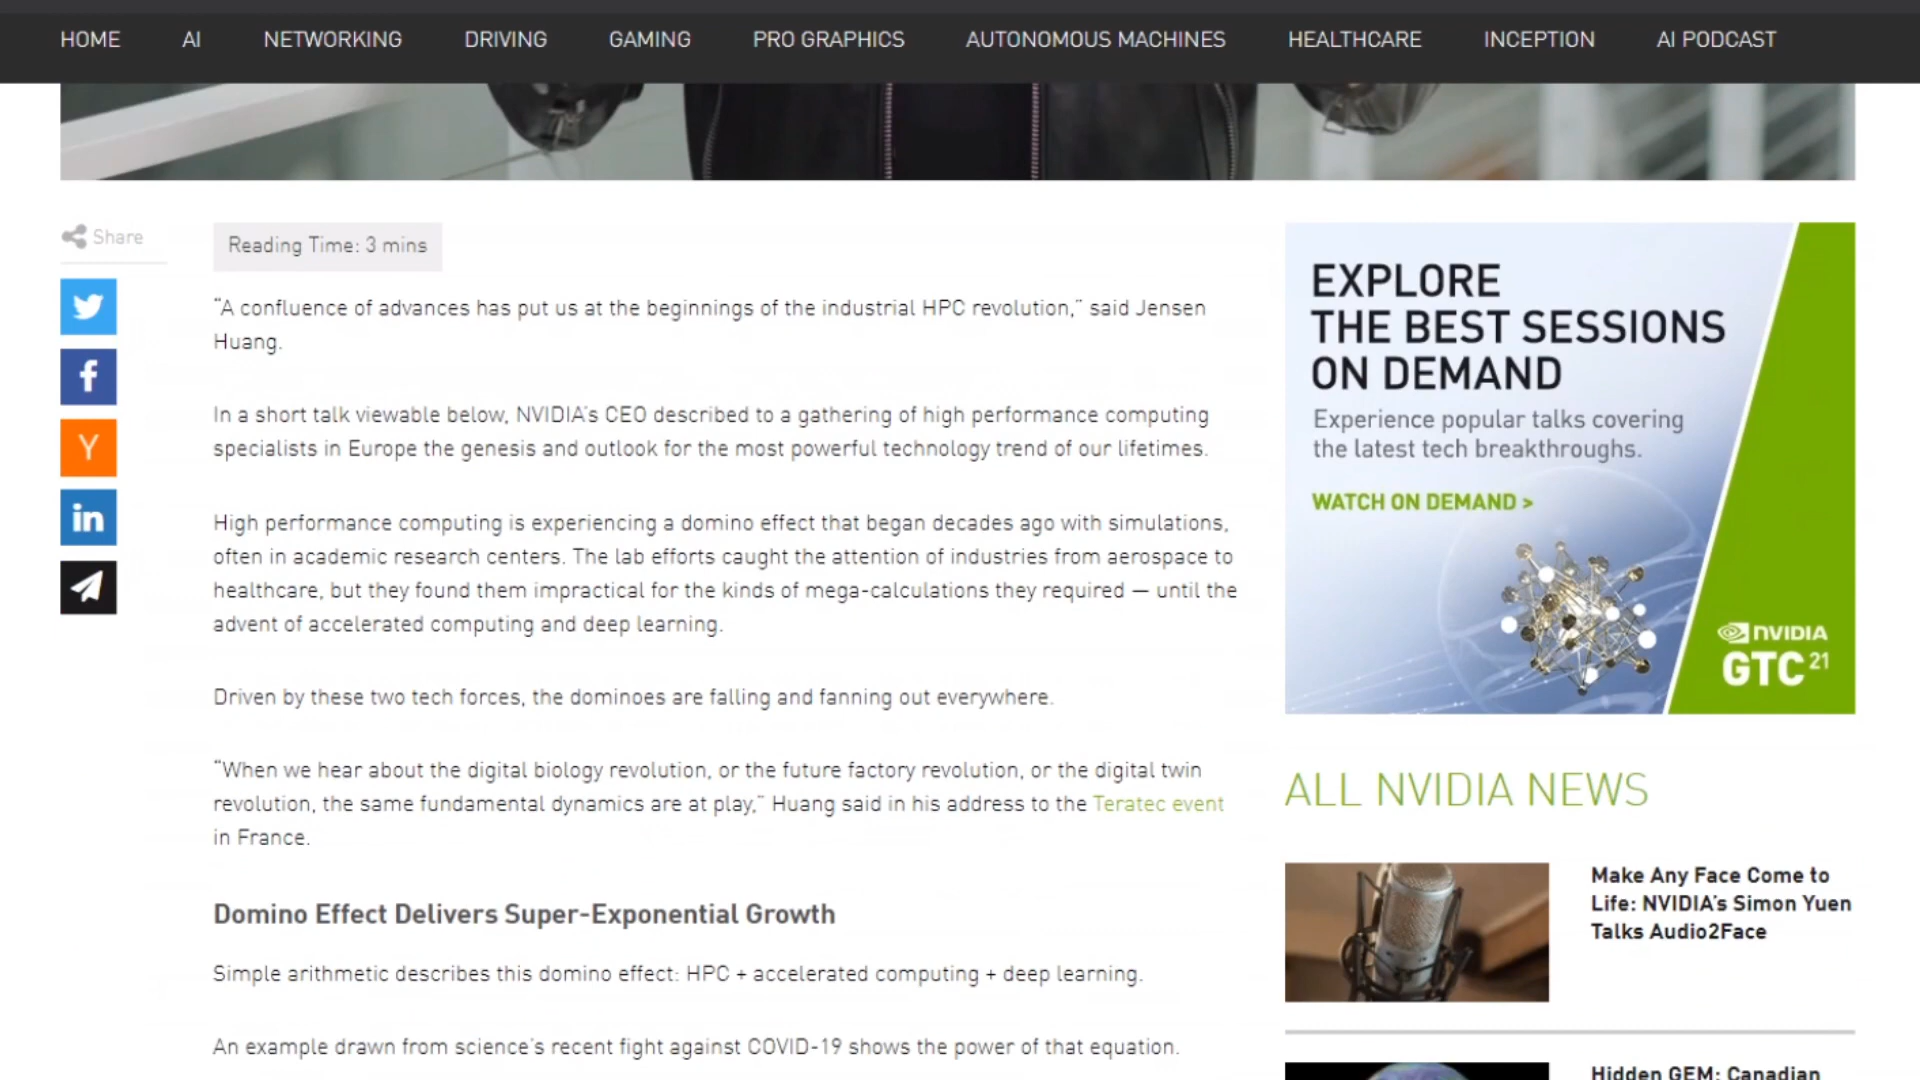 HOME AI NETWORKING DRIVING GAMING PRO GRAPHICS AUTONOMOUS MACHINES HEALTHCARE INCEPTION AI PODCAST
Share
Reading Time: 3 mins
"A confluence of advances has put us at the beginnings of the industrial HPC revolution," said Jensen
Huang.
In a short talk viewable below, NVIDIA's CEO described to a gathering of high performance computing
specialists in Europe the genesis and outlook for the most powerful technology trend of our lifetimes.
High performance computing is experiencing a domino effect that began decades ago with simulations,
often in academic research centers. The lab efforts caught the attention of industries from aerospace to
healthcare, but they found them impractical for the kinds of mega-calculations they required — until the
advent of accelerated computing and deep learning.
Driven by these two tech forces, the dominoes are falling and fanning out everywhere.
"When we hear about the digital biology revolution, or the future factory revolution, or the digital twin
revolution, the same fundamental dynamics are at play," Huang said in his address to the Teratec event
in France.
Domino Effect Delivers Super-Exponential Growth
Simple arithmetic describes this domino effect: HPC + accelerated computing + deep learning.
An example drawn from science's recent fight against COVID-19 shows the power of that equation.
EXPLORE
THE BEST SESSIONS
ON DEMAND
Experience popular talks covering
the latest tech breakthroughs.
WATCH ON DEMAND >
NVIDIA
GTC 21
ALL NVIDIA NEWS
Make Any Face Come to
Life: NVIDIA's Simon Yuen
Talks Audio2Face
Hidden GEM: Canadian